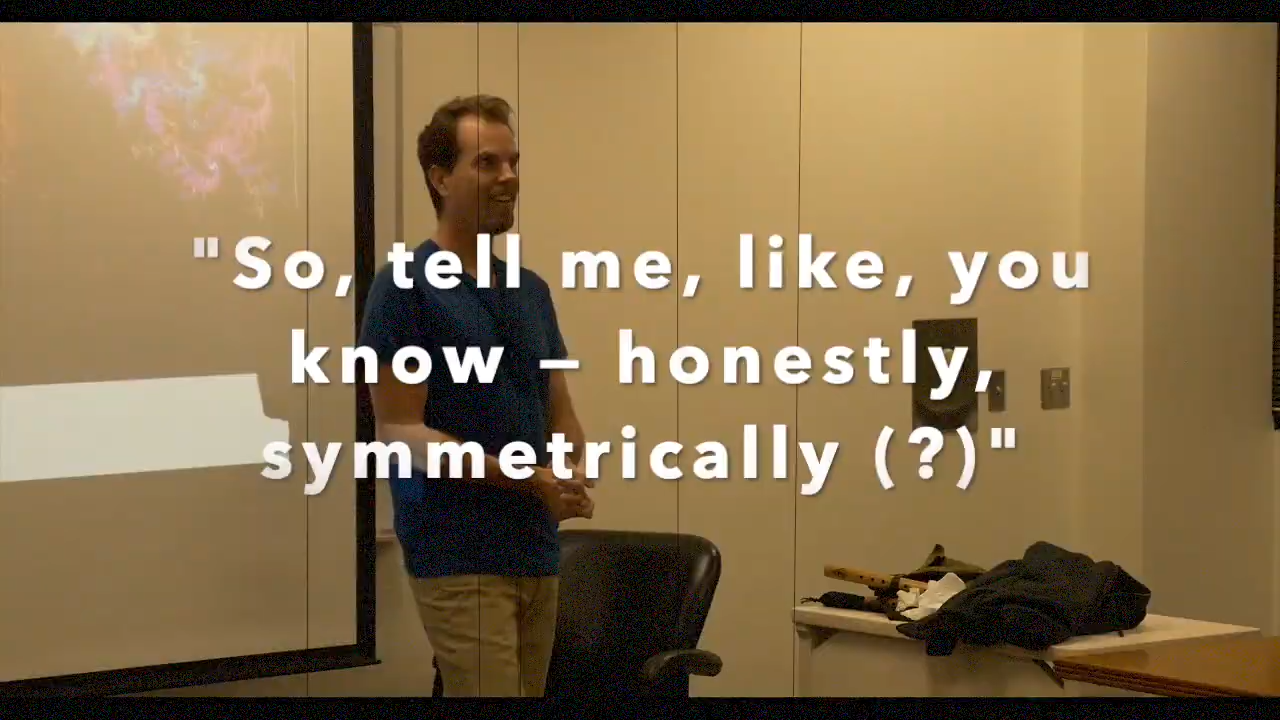 "So, tell me, like, you
know – honestly,
symmetrically (?)"